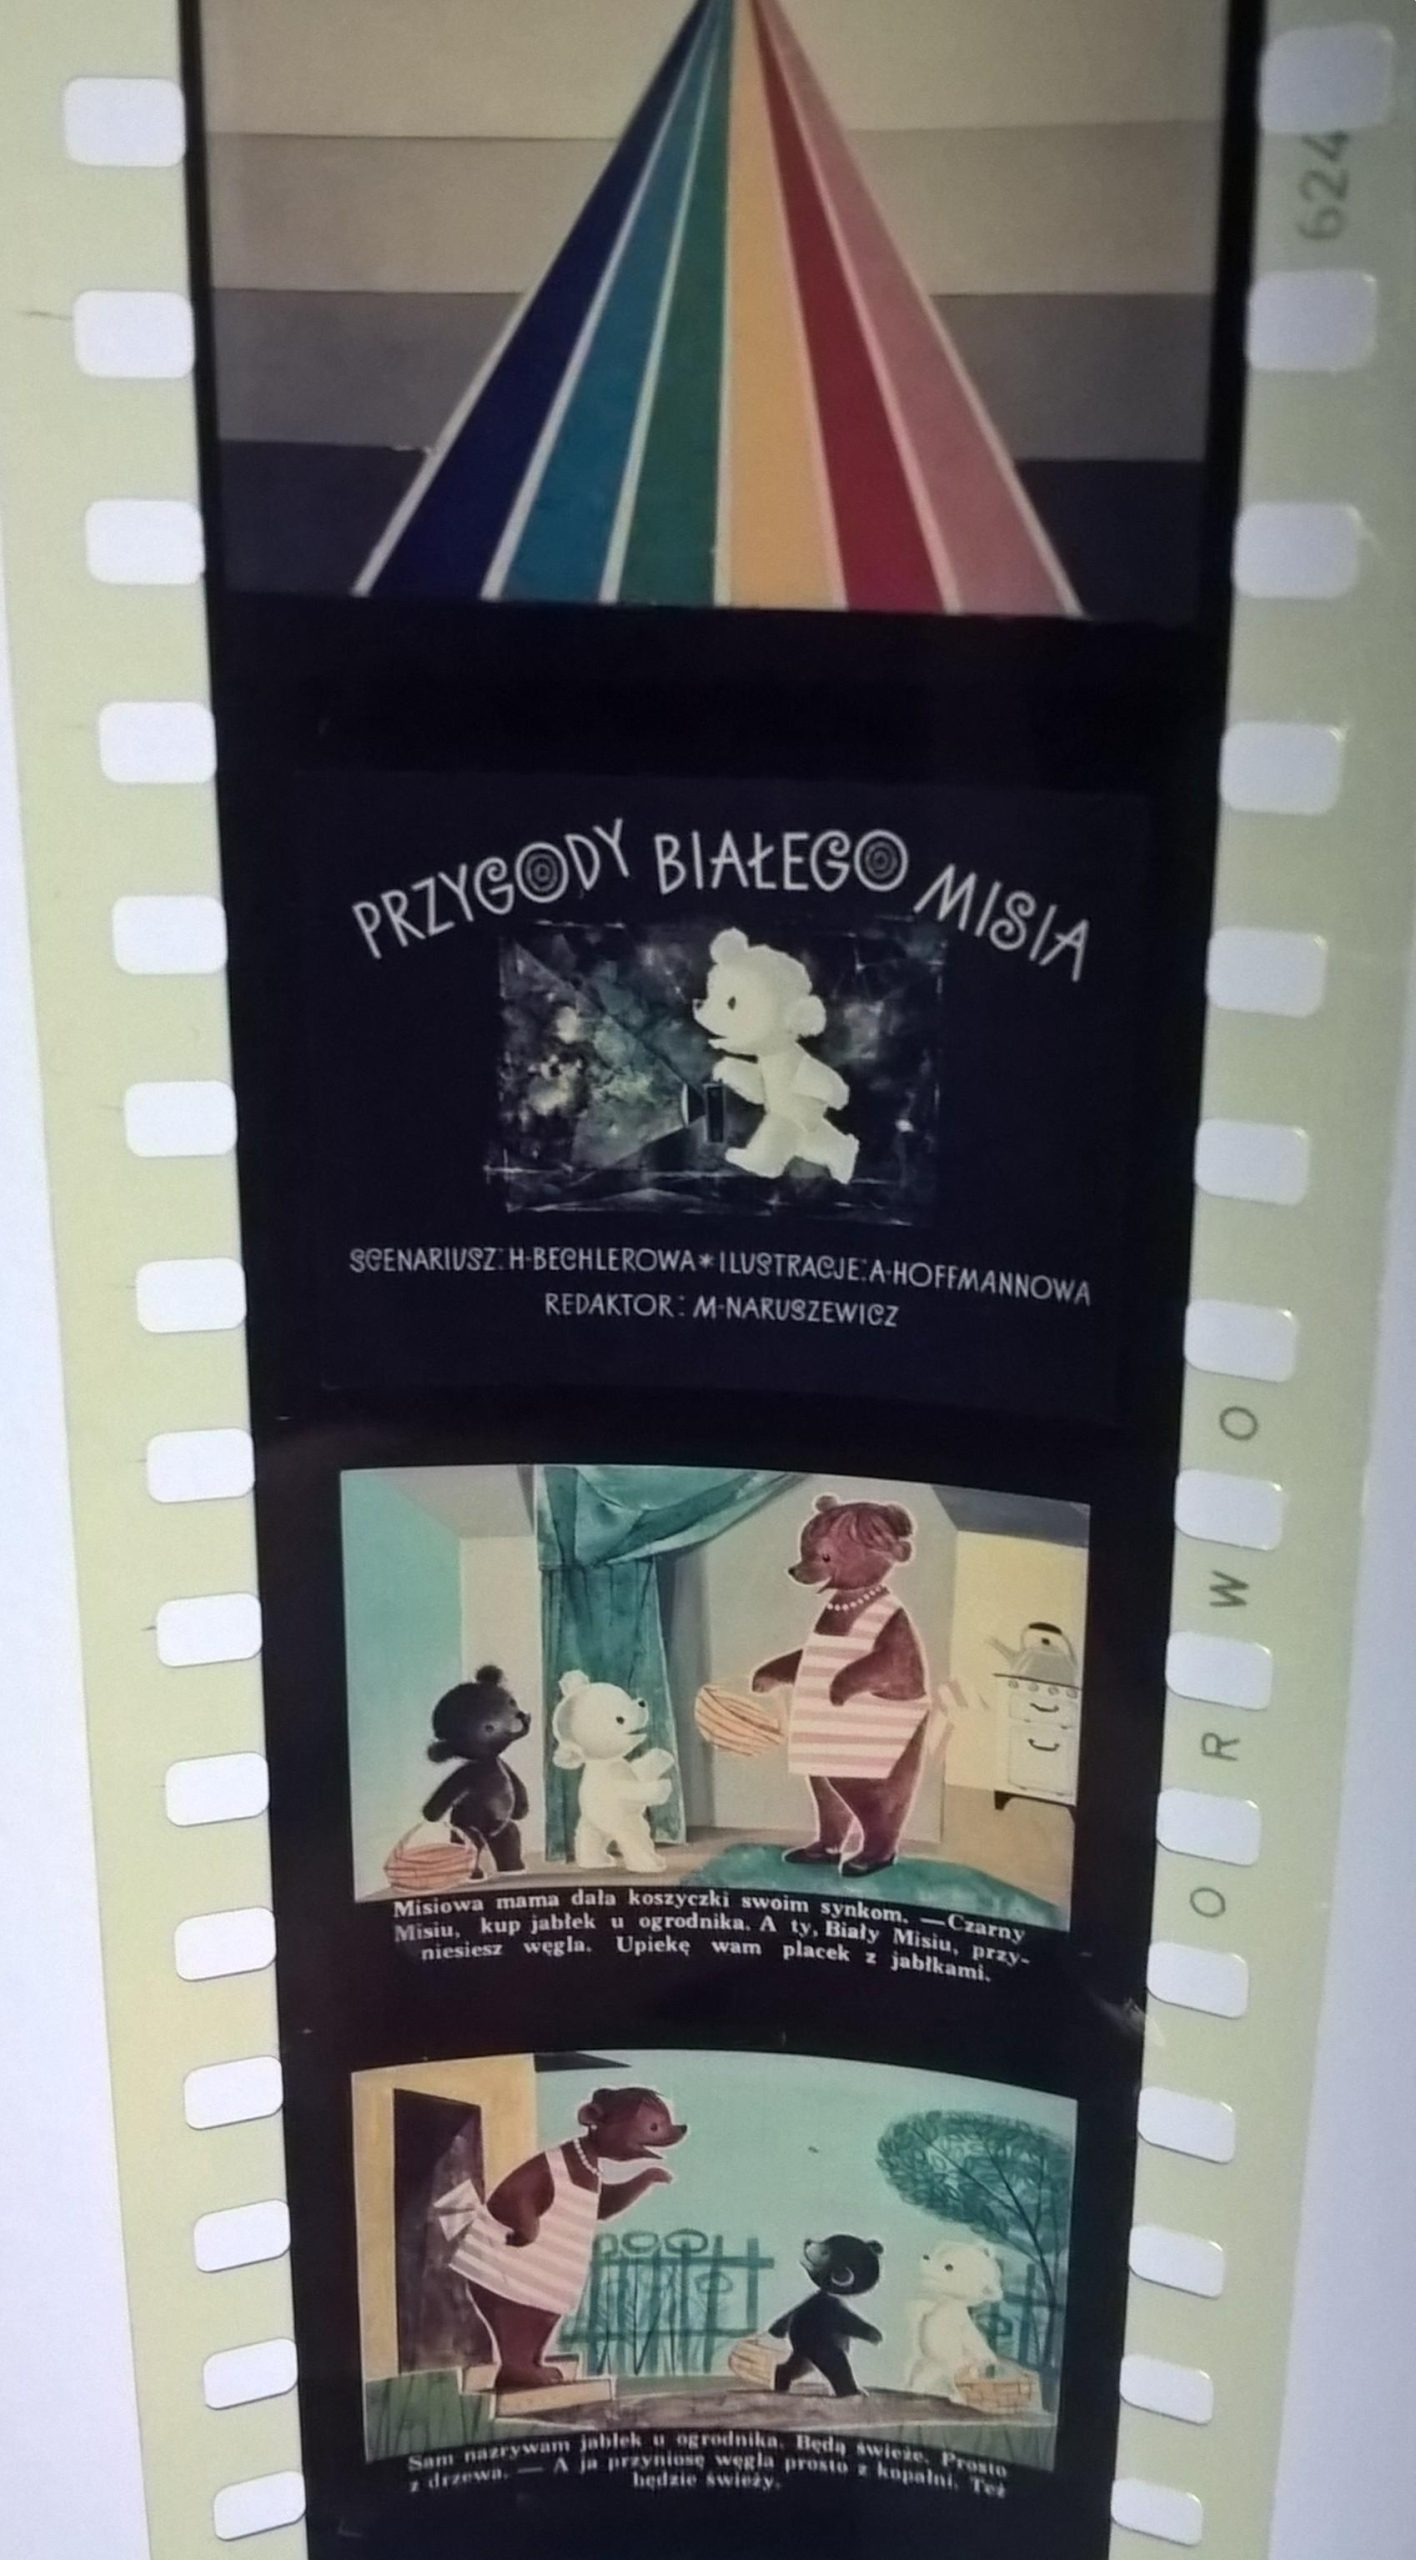 624
PRZYGODY BIAŁEGO MISIA
SCENARIUSZ: H·BECHLEROWA * ILUSTRACJE: A·HOFFMANNOWA
REDAKTOR: M·NARUSZEWICZ
ORWO
Misiowa mama dała koszyczki swoim synkom. — Czarny
Misiu, kup jabłek u ogrodnika. A ty, Biały Misiu, przy-
niesiesz węgla. Upiekę wam placek z jabłkami.
Sam nazrywam jabłek u ogrodnika. Będą świeże. Prosto
z drzewa. — A ja przyniosę węgla prosto z kopalni. Też
będzie świeży.